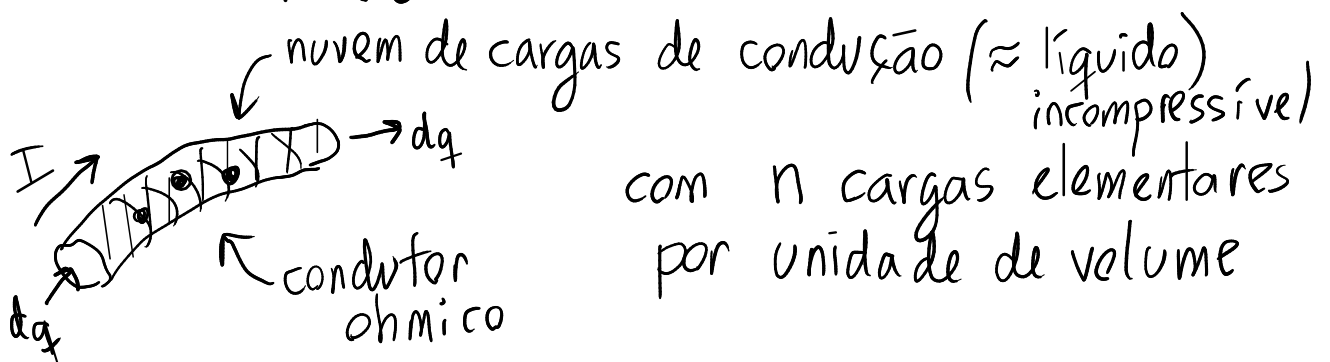 nuvem de cargas de condução (≈ líquido)
incompressível
dq
I
com n cargas elementares
por unidade de volume
condutor
ohmico
dq